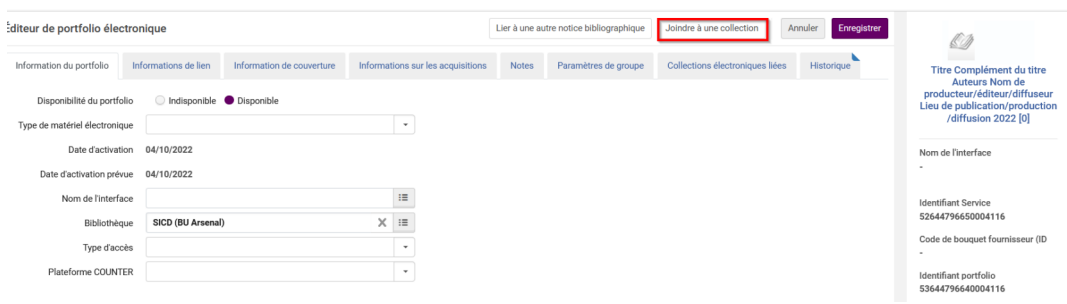 Éditeur de portfolio électronique
Lier à une autre notice bibliographique
Joindre à une collection
Annuler
Enregistrer
Information du portfolio
Informations de lien
Information de couverture
Informations sur les acquisitions
Notes
Paramètres de groupe
Collections électroniques liées
Historique
Disponibilité du portfolio Indisponible Disponible
Type de matériel électronique
Date d'activation 04/10/2022
Date d'activation prévue 04/10/2022
Nom de l'interface
Bibliothèque SICD (BU Arsenal)
Type d'accès
Plateforme COUNTER
Titre Complément du titre
Auteurs Nom de
producteur/éditeur/diffuseur
Lieu de publication/production
/diffusion 2022 [0]
Nom de l'interface
-
Identifiant Service
52644796650004116
Code de bouquet fournisseur (ID
-
Identifiant portfolio
53644796640004116